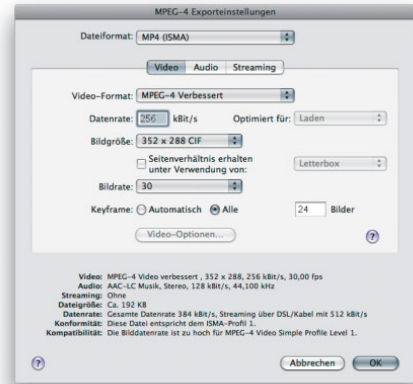 MPEG-4 Exporteinstellungen
Dateiformat: MP4 (ISMA)
Video Audio Streaming
Video-Format: MPEG-4 Verbessert
Datenrate: 256 kBit/s Optimiert für: Laden
Bildgröße: 352 x 288 CIF
Seitenverhältnis erhalten
unter Verwendung von: Letterbox
Bildrate: 30
Keyframe: Automatisch Alle 24 Bilder
Video-Optionen... ?
Video: MPEG-4 Video verbessert , 352 x 288, 256 kBit/s, 30,00 fps
Audio: AAC-LC Musik, Stereo, 128 kBit/s, 44,100 kHz
Streaming: Ohne
Dateigröße: Ca. 192 KB
Datenrate: Gesamte Datenrate 384 kBit/s, Streaming über DSL/Kabel mit 512 kBit/s
Konformität: Diese Datei entspricht dem ISMA-Profil 1.
Kompatibilität: Die Bilddatenrate ist zu hoch für MPEG-4 Video Simple Profile Level 1.
? Abbrechen OK